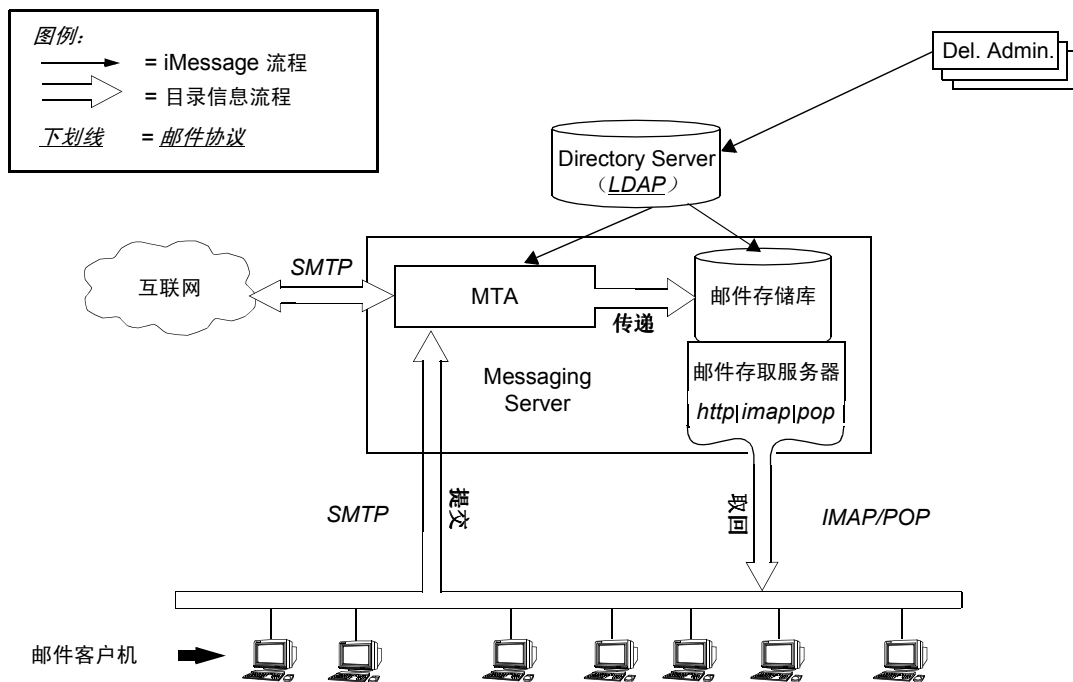 图例：
= iMessage 流程
= 目录信息流程
下划线 = 邮件协议
Del. Admin.
Directory Server
（LDAP）
互联网
SMTP
MTA
传递
邮件存储库
Messaging
Server
邮件存取服务器
http|imap|pop
SMTP
提交
取回
IMAP/POP
邮件客户机